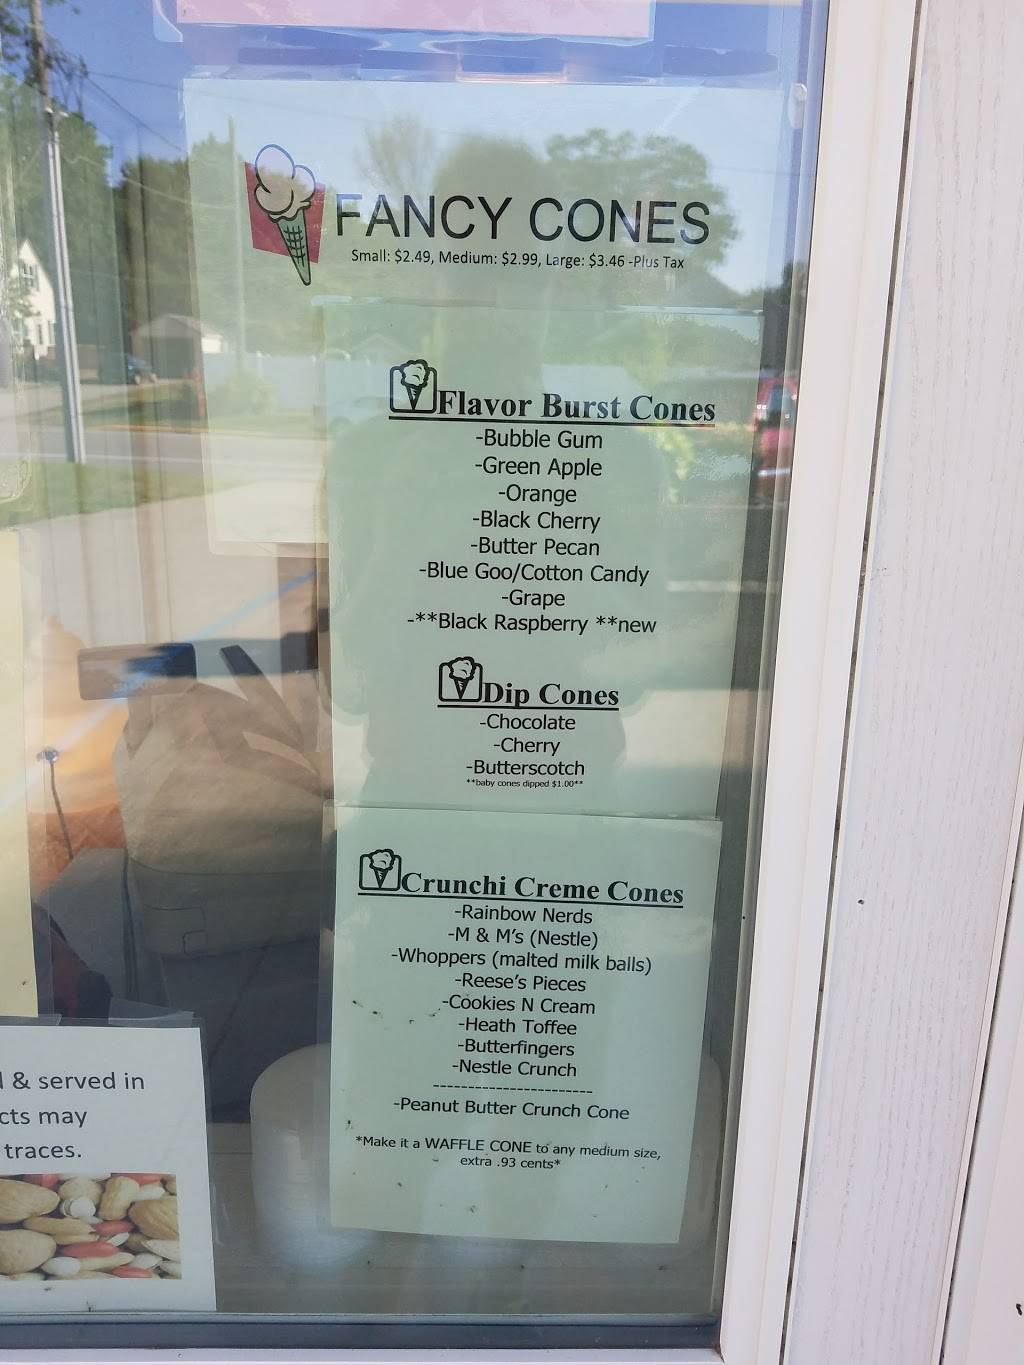 FANCY CONES
Small: $2.49, Medium: $2.99, Large: $3.46 -Plus Tax
Flavor Burst Cones
-Bubble Gum
-Green Apple
-Orange
-Black Cherry
-Butter Pecan
-Blue Goo/Cotton Candy
-Grape
-**Black Raspberry **new
Dip Cones
-Chocolate
-Cherry
-Butterscotch
**baby cones dipped $1.00**
Crunchi Creme Cones
-Rainbow Nerds
-M & M's (Nestle)
-Whoppers (malted milk balls)
-Reese's Pieces
-Cookies N Cream
-Heath Toffee
-Butterfingers
-Nestle Crunch
-----------------------
-Peanut Butter Crunch Cone
*Make it a WAFFLE CONE to any medium size,
extra .93 cents*
& served in
may
traces.